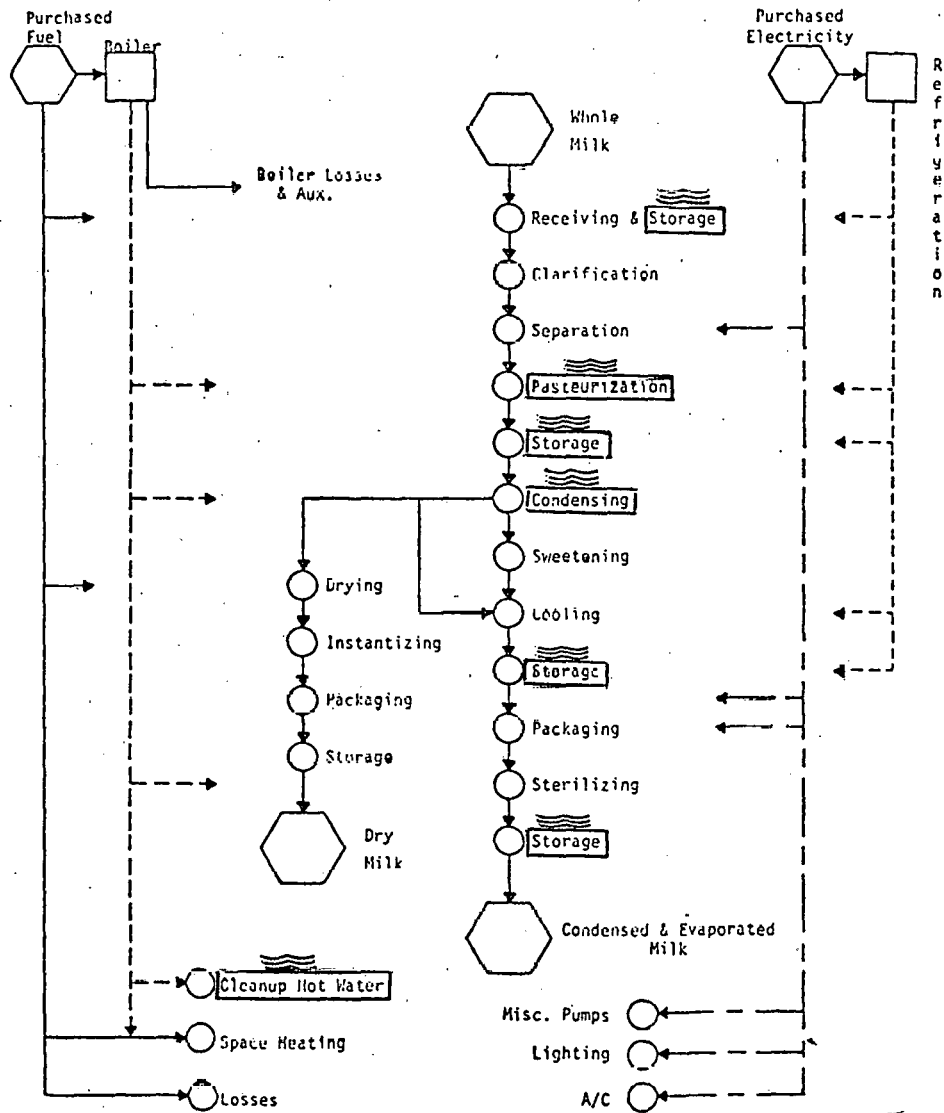 Purchased
Fuel
Boiler
Boiler Losses
& Aux.
Whole
Milk
Receiving & Storage
Clarification
Separation
Pasteurization
Storage
Condensing
Sweetening
Cooling
Storage
Packaging
Sterilizing
Storage
Condensed & Evaporated
Milk
Drying
Instantizing
Packaging
Storage
Dry
Milk
Cleanup Hot Water
Space Heating
Losses
Purchased
Electricity
Refrigeration
Misc. Pumps
Lighting
A/C